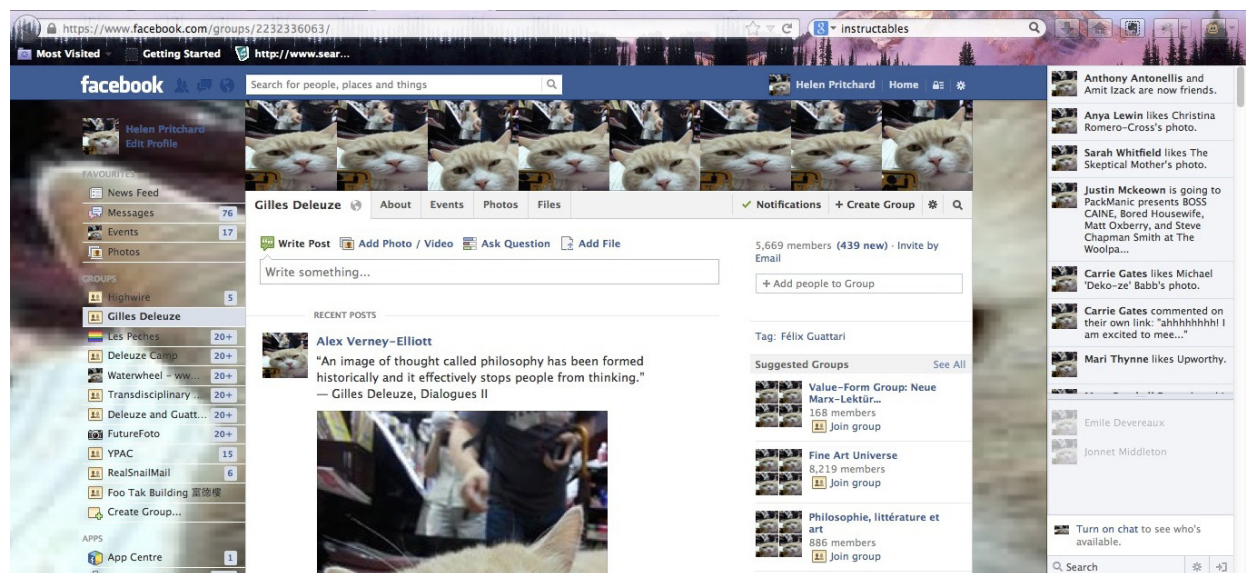 https://www.facebook.com/groups/2232336063/
instructables
Most Visited
Getting Started
http://www.sear...
facebook
Search for people, places and things
Helen Pritchard
Home
Helen Pritchard
Edit Profile
FAVOURITES
News Feed
Messages 76
Events 17
Photos
GROUPS
Highwire 5
Gilles Deleuze
Les Peches 20+
Deleuze Camp 20+
Waterwheel – ww... 20+
Transdisciplinary ... 20+
Deleuze and Guatt... 20+
FutureFoto 20+
YPAC 15
RealSnailMail 6
Foo Tak Building 富德樓
Create Group...
APPS
App Centre 1
Gilles Deleuze
About
Events
Photos
Files
✓ Notifications
+ Create Group
Write Post
Add Photo / Video
Ask Question
Add File
Write something...
RECENT POSTS
Alex Verney-Elliott
“An image of thought called philosophy has been formed
historically and it effectively stops people from thinking.”
― Gilles Deleuze, Dialogues II
5,669 members (439 new) · Invite by
Email
+ Add people to Group
Tag: Félix Guattari
Suggested Groups
See All
Value-Form Group: Neue
Marx-Lektür...
168 members
Join group
Fine Art Universe
8,219 members
Join group
Philosophie, littérature et
art
886 members
Join group
Anthony Antonellis and
Amit Izack are now friends.
Anya Lewin likes Christina
Romero-Cross's photo.
Sarah Whitfield likes The
Skeptical Mother's photo.
Justin Mckeown is going to
PackManic presents BOSS
CAINE, Bored Housewife,
Matt Oxberry, and Steve
Chapman Smith at The
Woolpa...
Carrie Gates likes Michael
'Deko-ze' Babb's photo.
Carrie Gates commented on
their own link: "ahhhhhhhh! I
am excited to mee..."
Mari Thynne likes Upworthy.
Emile Devereaux
Jonnet Middleton
Turn on chat to see who's
available.
Search